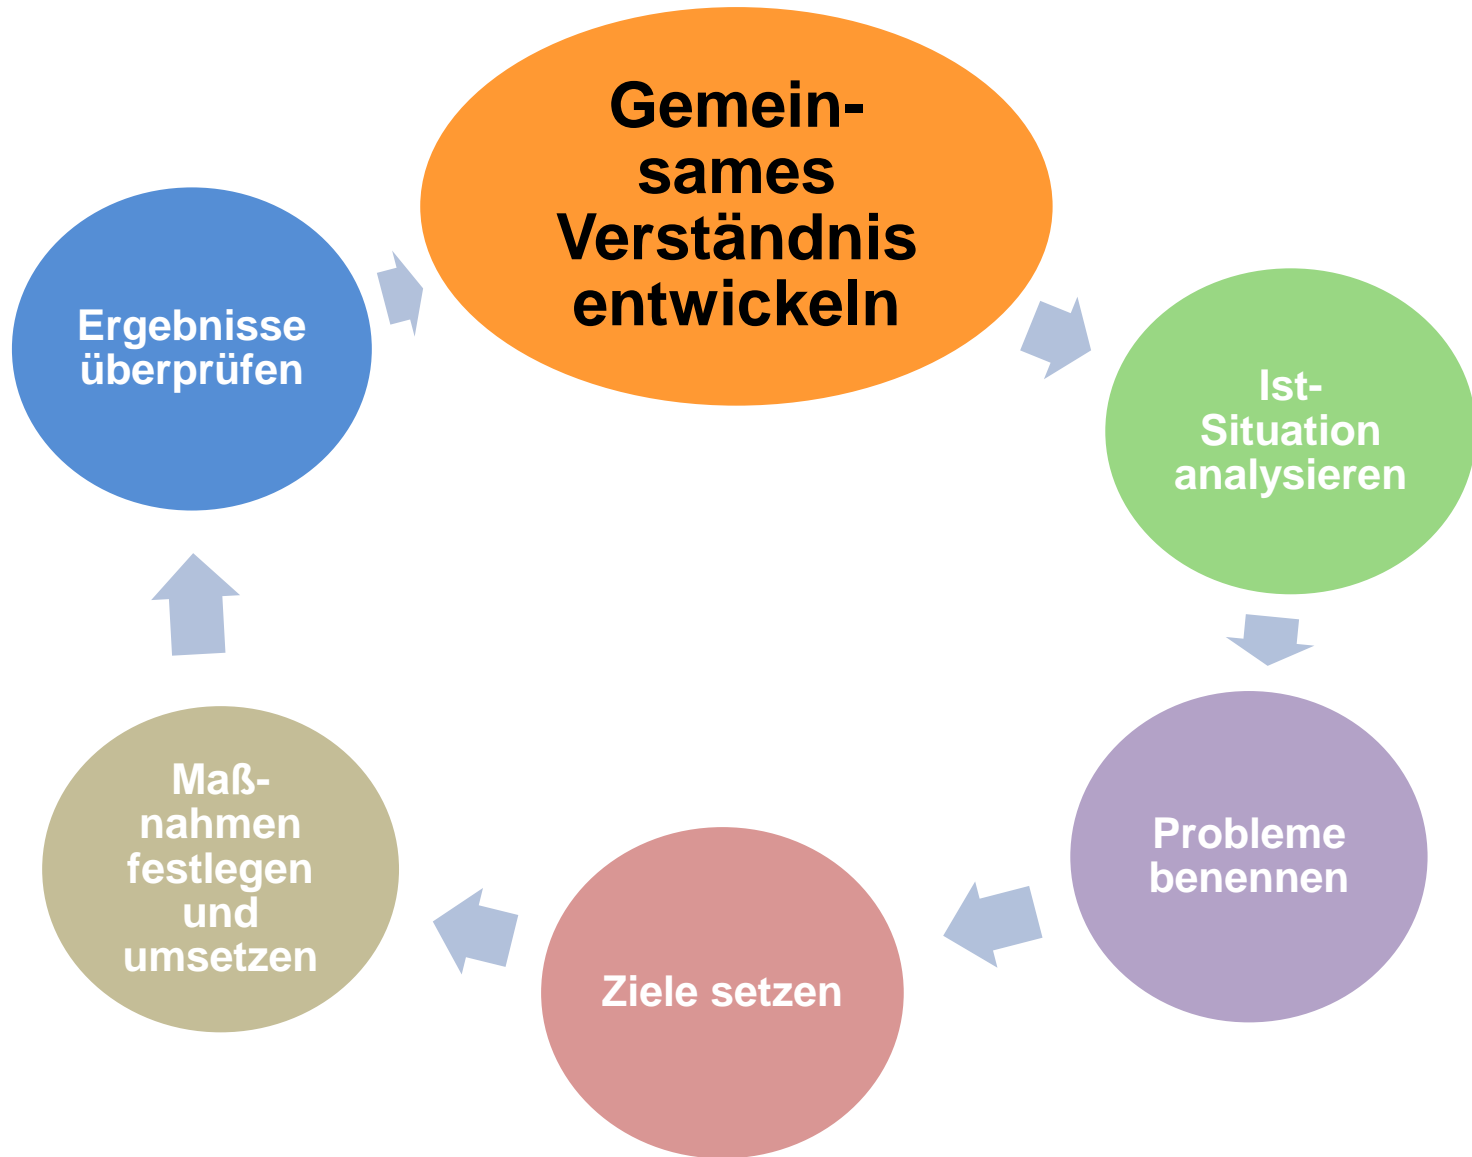 Gemein-
sames
Verständnis
entwickeln
Ist-
Situation
analysieren
Probleme
benennen
Ziele setzen
Maß-
nahmen
festlegen
und
umsetzen
Ergebnisse
überprüfen